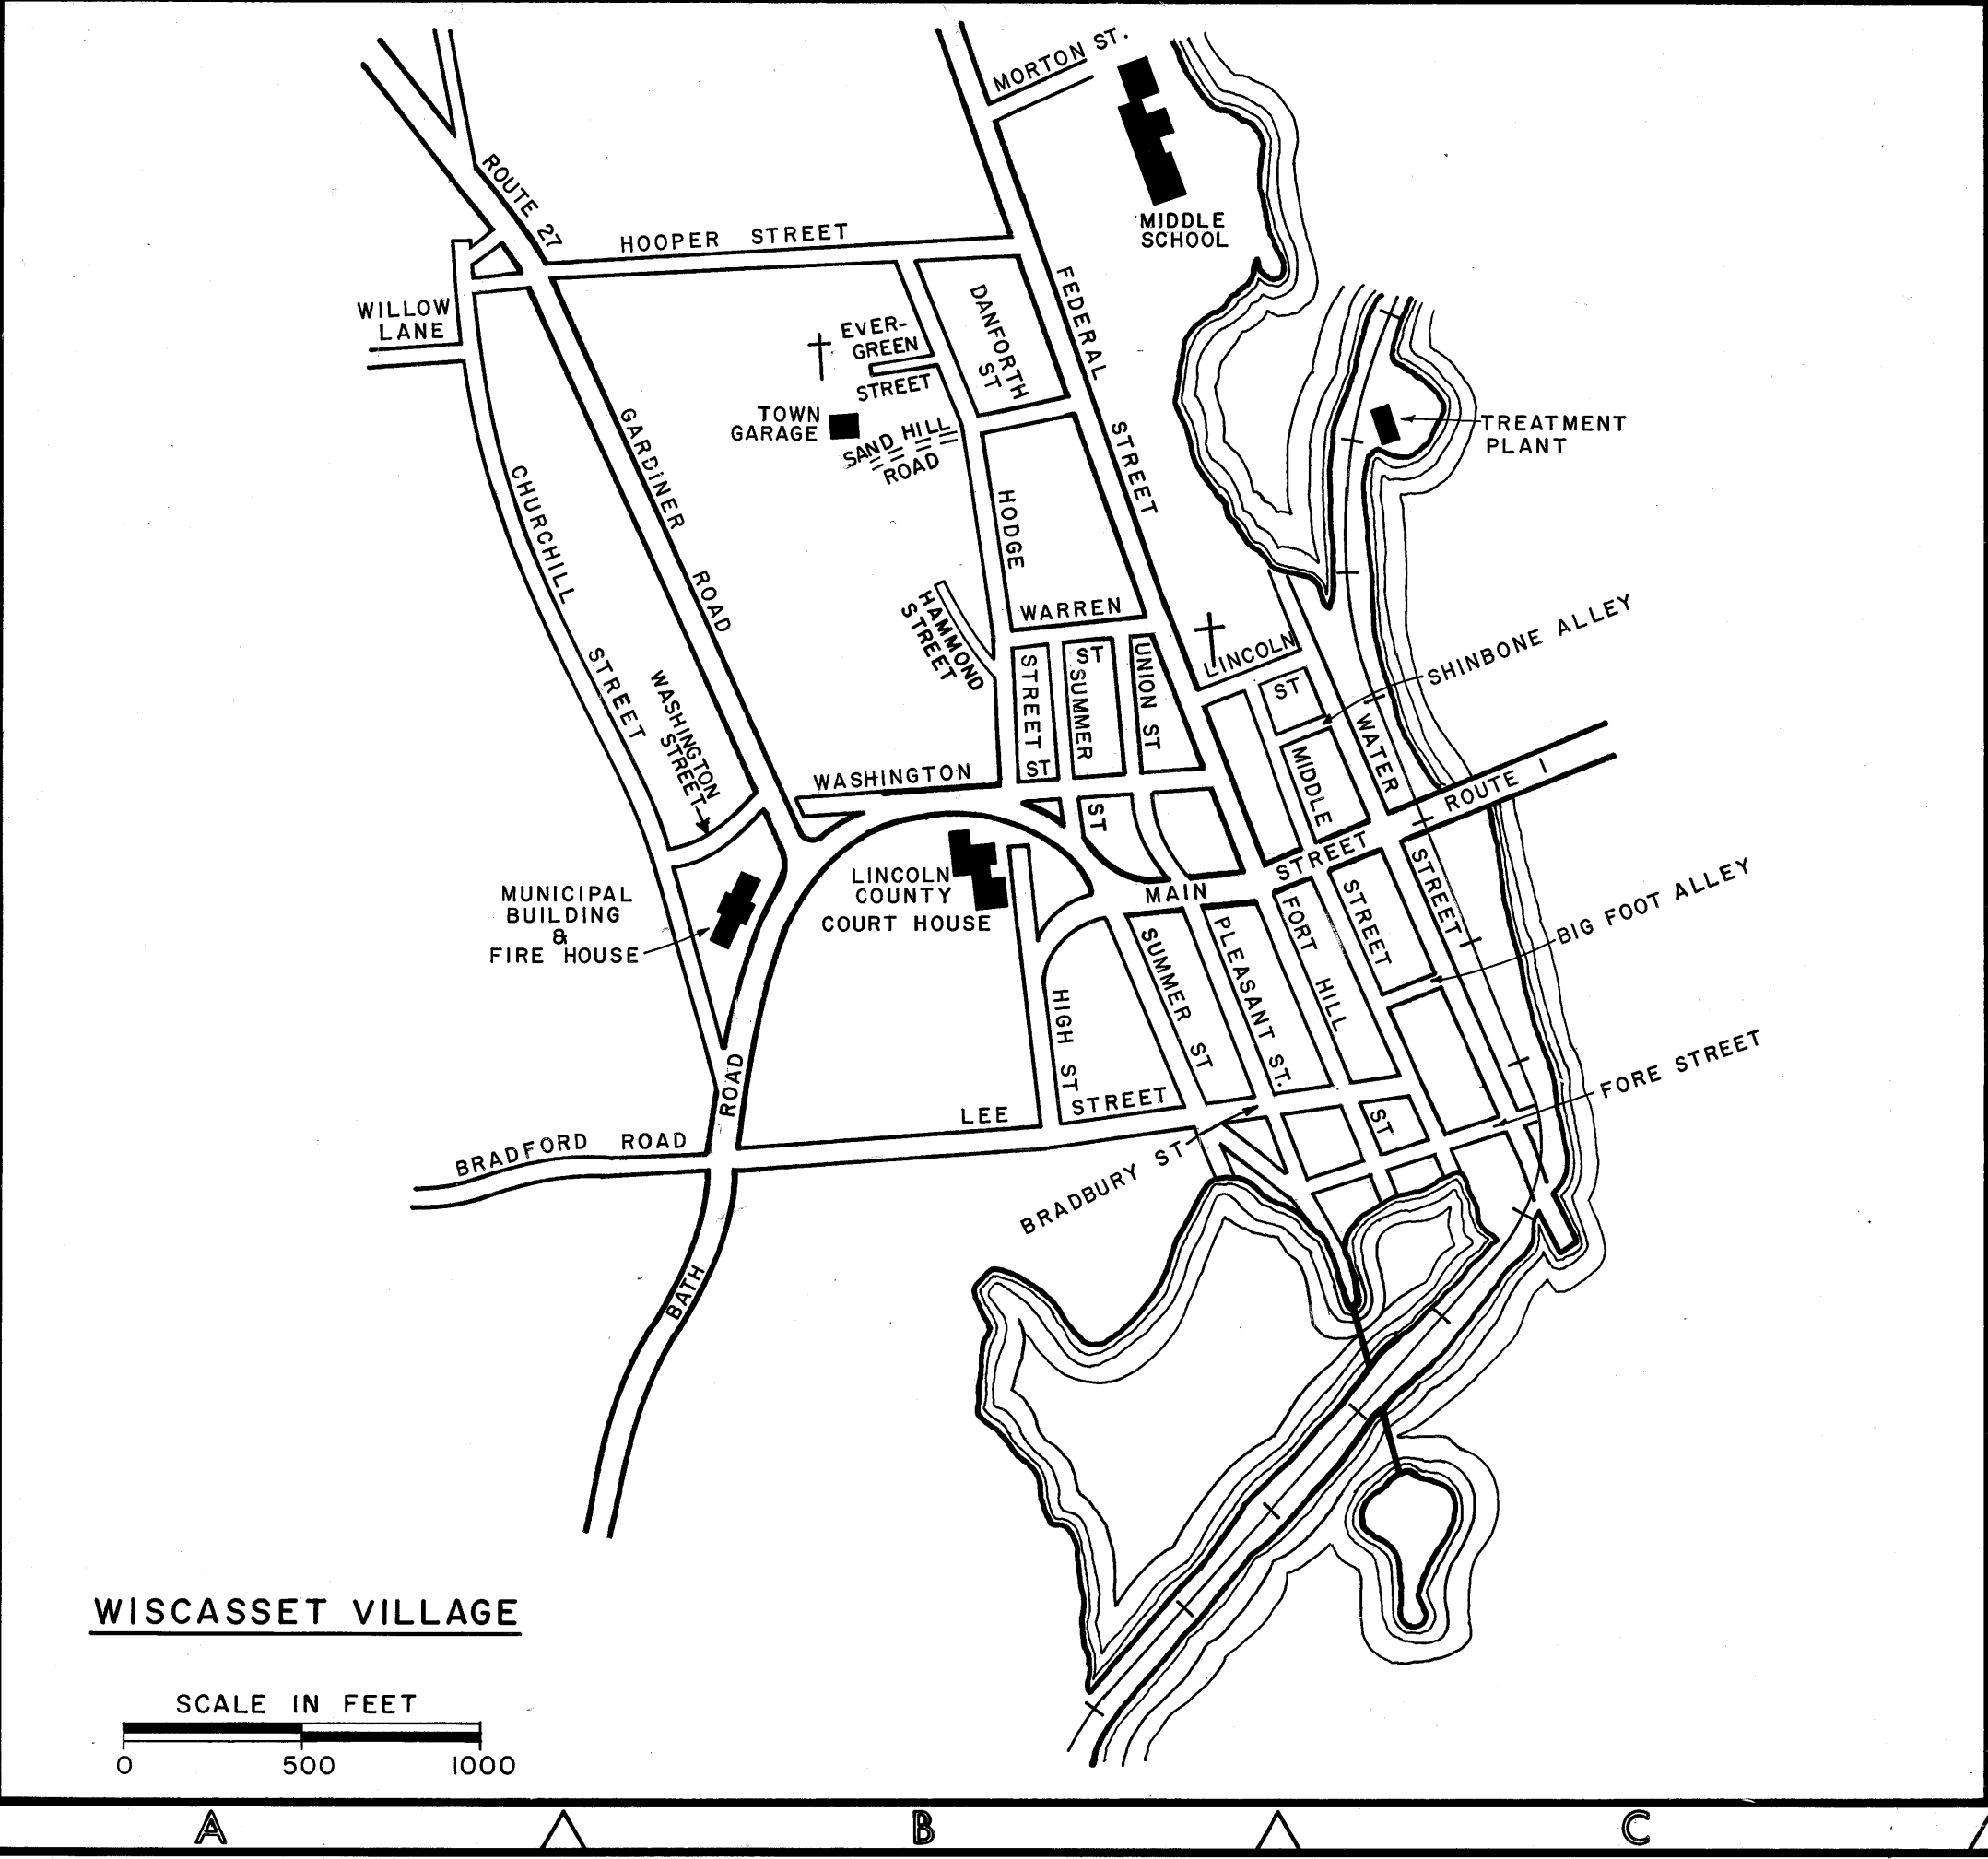 MORTON ST.
ROUTE 27
MIDDLE
SCHOOL
HOOPER STREET
WILLOW
LANE
EVER-
GREEN
STREET
DANFORTH
ST
FEDERAL STREET
TOWN
GARAGE
SAND HILL
ROAD
TREATMENT
PLANT
GARDINER ROAD
CHURCHILL STREET
HODGE
STREET
WARREN
ST
HAMMOND
STREET
LINCOLN
ST
SHINBONE ALLEY
SUMMER
ST
UNION ST
WASHINGTON
STREET
WASHINGTON
ST
MIDDLE
STREET
WATER
STREET
ROUTE 1
MAIN
STREET
LINCOLN
COUNTY
COURT HOUSE
MUNICIPAL
BUILDING
&
FIRE HOUSE
BIG FOOT ALLEY
HIGH ST
SUMMER ST
PLEASANT ST.
FORT HILL
ST
FORE STREET
LEE STREET
BRADFORD ROAD
BATH
ROAD
BRADBURY ST
WISCASSET VILLAGE
SCALE IN FEET
0 500 1000
A B C